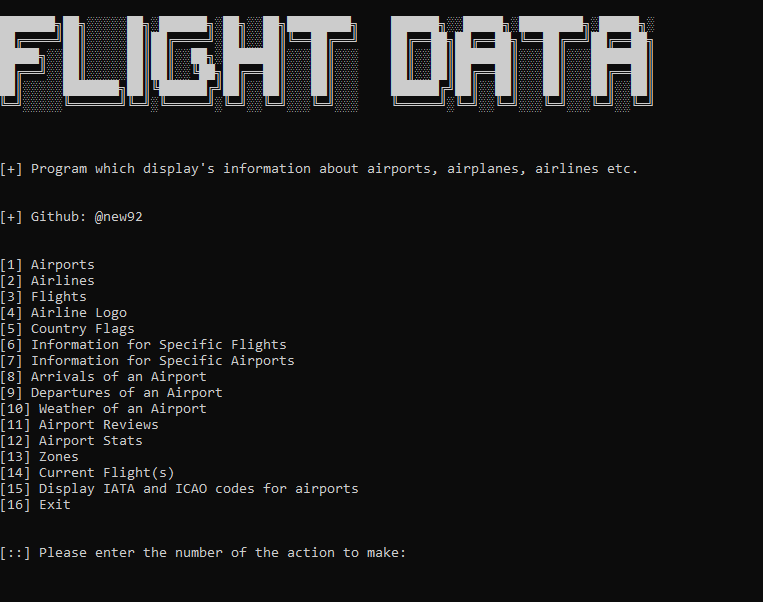 FLIGHT DATA
[+] Program which display's information about airports, airplanes, airlines etc.
[+] Github: @new92
[1] Airports
[2] Airlines
[3] Flights
[4] Airline Logo
[5] Country Flags
[6] Information for Specific Flights
[7] Information for Specific Airports
[8] Arrivals of an Airport
[9] Departures of an Airport
[10] Weather of an Airport
[11] Airport Reviews
[12] Airport Stats
[13] Zones
[14] Current Flight(s)
[15] Display IATA and ICAO codes for airports
[16] Exit
[::] Please enter the number of the action to make: